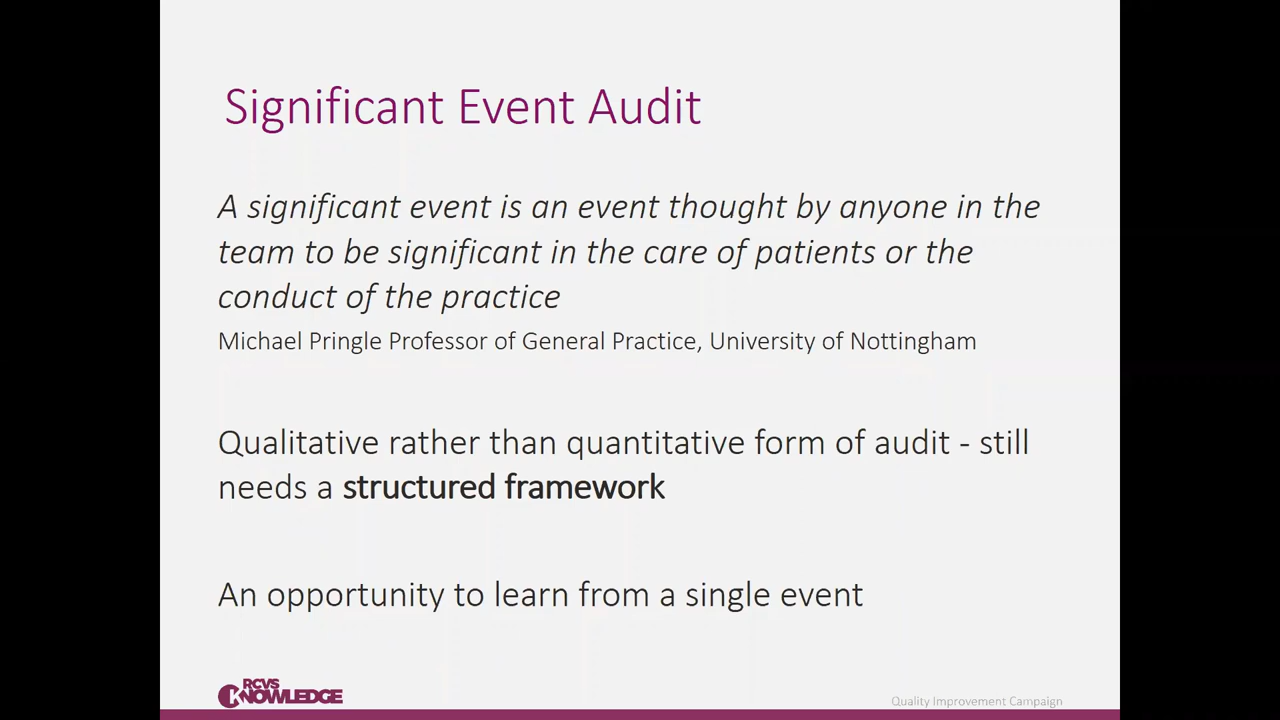 Significant Event Audit
A significant event is an event thought by anyone in the
team to be significant in the care of patients or the
conduct of the practice
Michael Pringle Professor of General Practice, University of Nottingham
Qualitative rather than quantitative form of audit - still
needs a structured framework
An opportunity to learn from a single event
RCVS
KNOWLEDGE
Quality Improvement Campaign